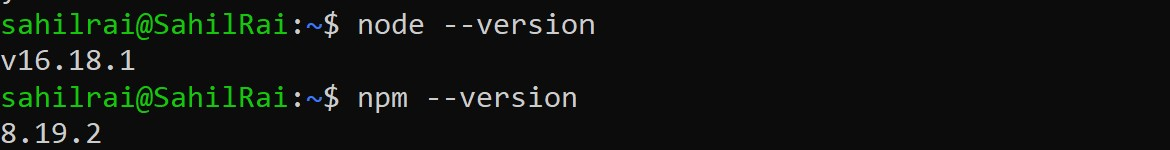 sahilrai@SahilRai:~$ node --version
v16.18.1
sahilrai@SahilRai:~$ npm --version
8.19.2